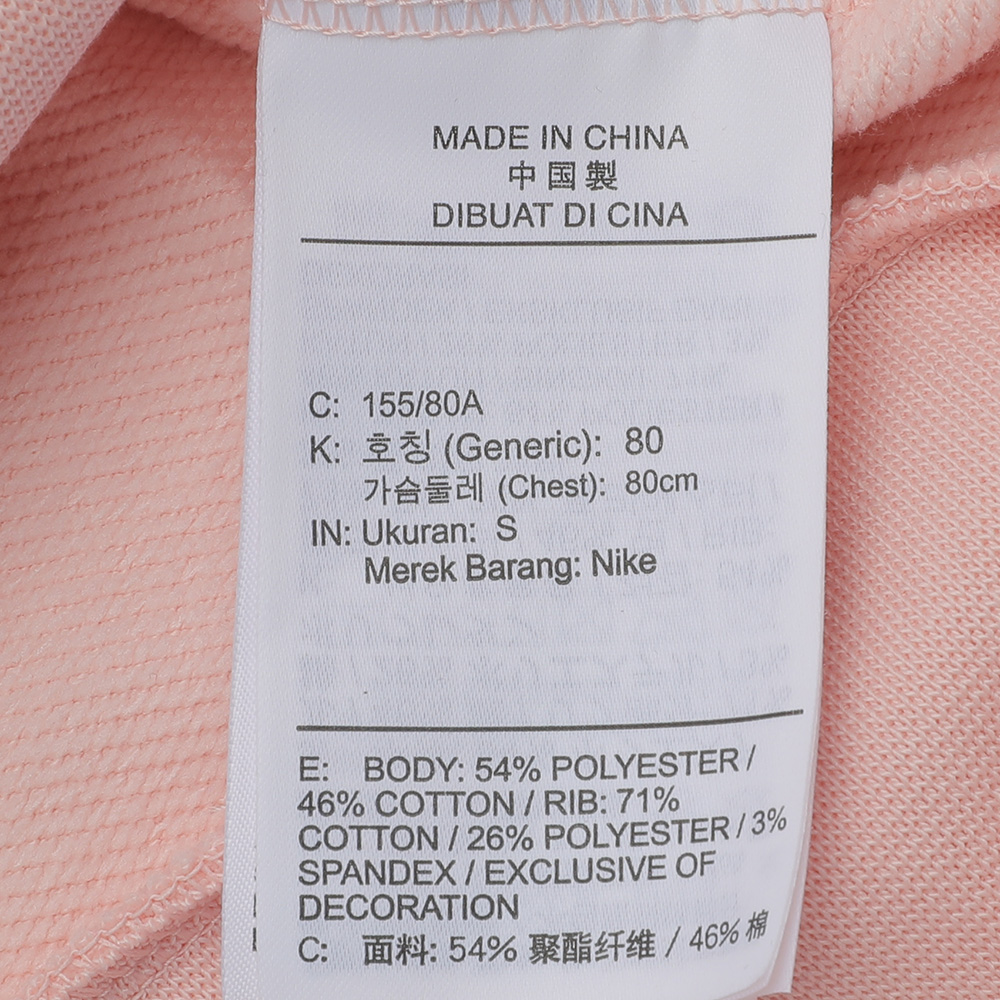 MADE IN CHINA
中国製
DIBUAT DI CINA
C: 155/80A
K: 호칭 (Generic): 80
가슴둘레 (Chest): 80cm
IN: Ukuran: S
Merek Barang: Nike
E: BODY: 54% POLYESTER /
46% COTTON / RIB: 71%
COTTON / 26% POLYESTER / 3%
SPANDEX / EXCLUSIVE OF
DECORATION
C: 面料: 54% 聚酯纤维 / 46% 棉